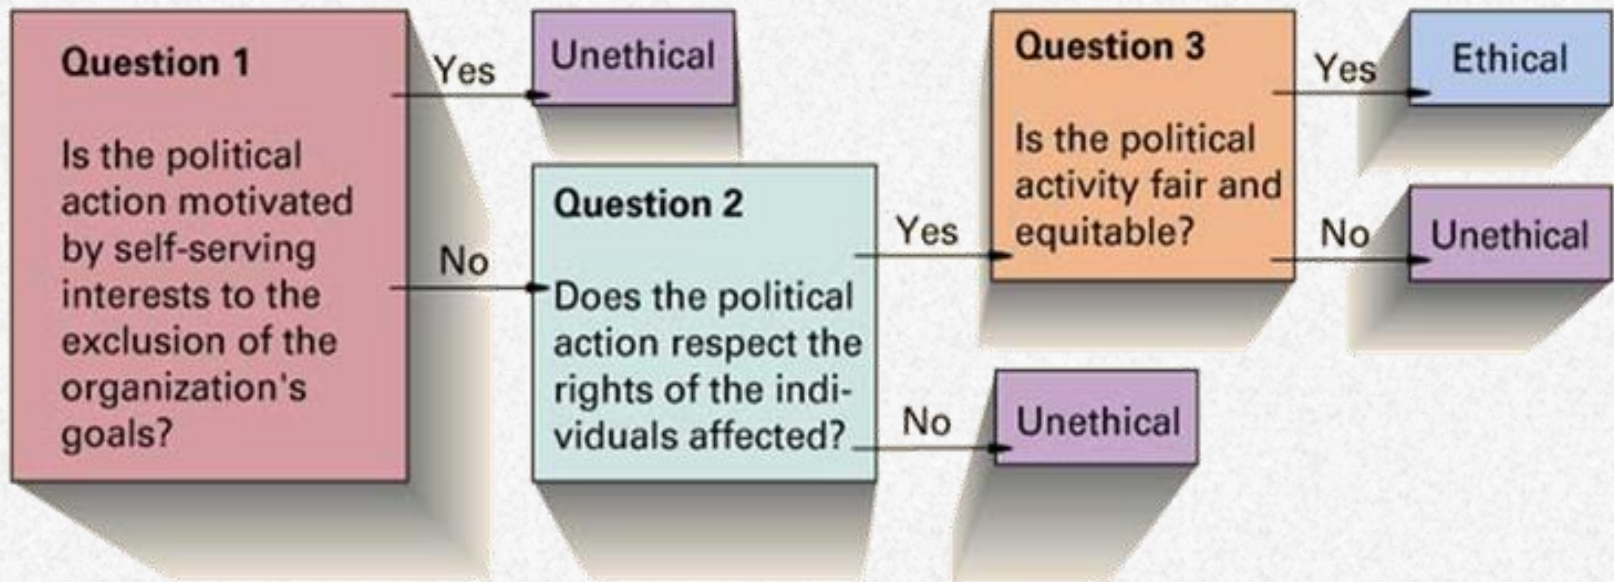 Question 1
Is the political
action motivated
by self-serving
interests to the
exclusion of the
organization's
goals?
Yes
Unethical
No
Question 2
Does the political
action respect the
rights of the indi-
viduals affected?
Yes
No
Unethical
Question 3
Is the political
activity fair and
equitable?
Yes
Ethical
No
Unethical